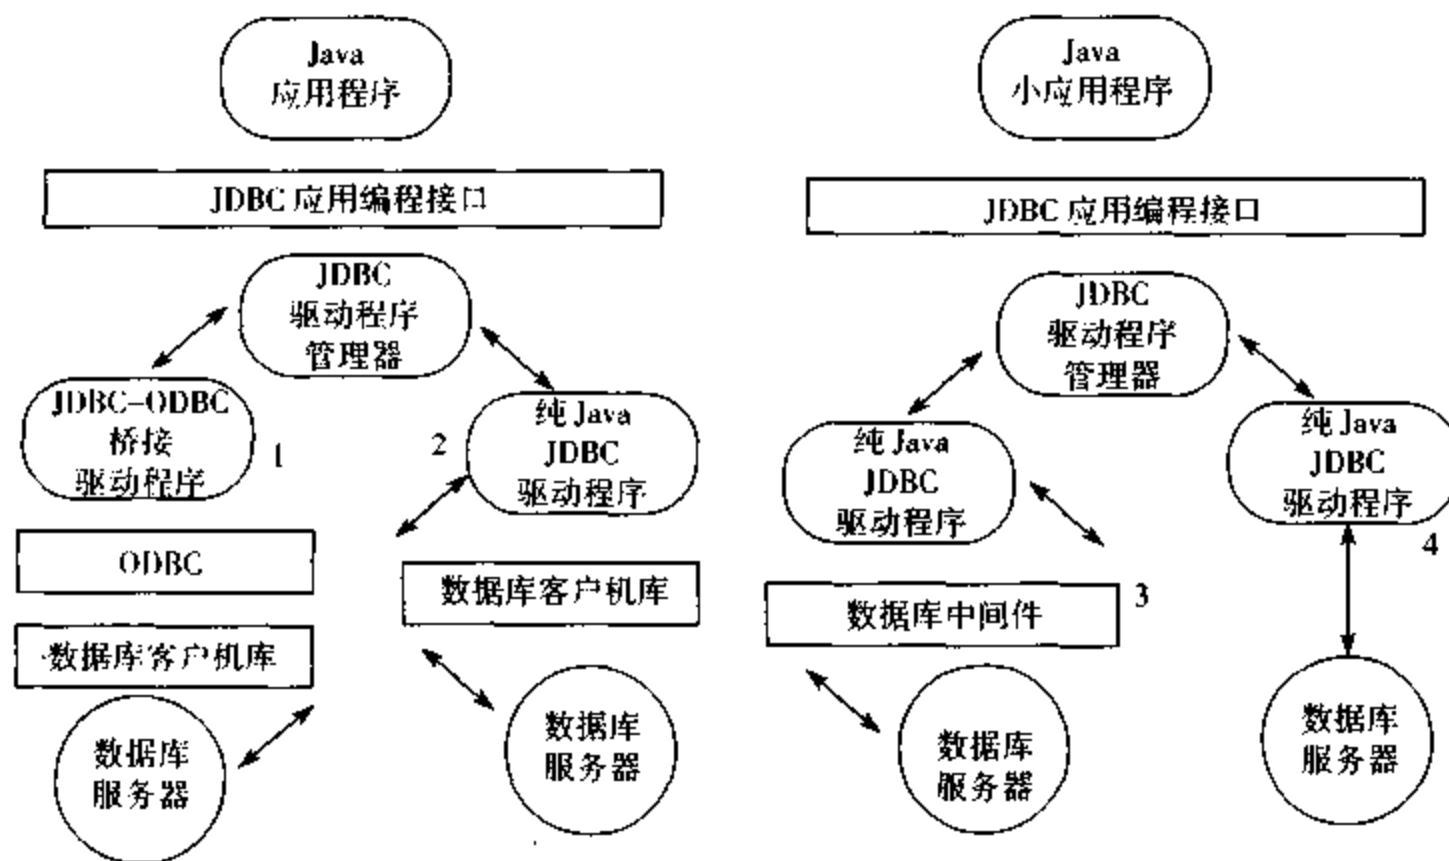 Java
应用程序
JDBC 应用编程接口
JDBC
驱动程序
管理器
JDBC-ODBC
桥接
驱动程序
1
2
纯 Java
JDBC
驱动程序
ODBC
数据库客户机库
数据库客户机库
数据库
服务器
数据库
服务器
Java
小应用程序
JDBC 应用编程接口
JDBC
驱动程序
管理器
纯 Java
JDBC
驱动程序
纯 Java
JDBC
驱动程序
4
数据库中间件
3
数据库
服务器
数据库
服务器